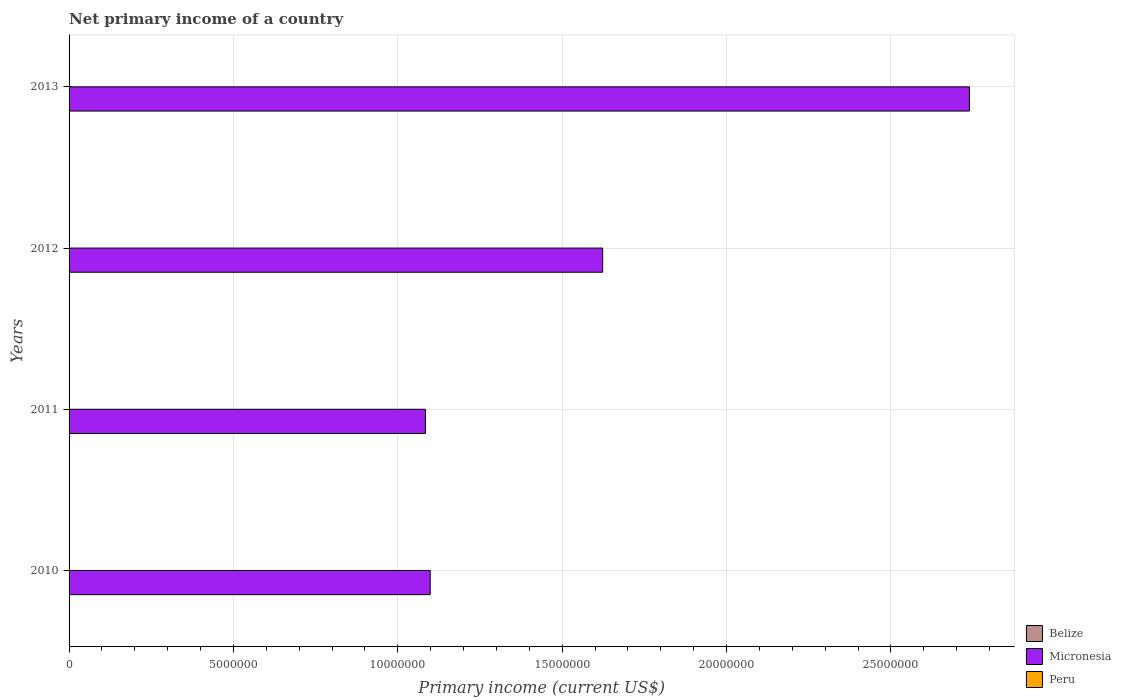 Net primary income of a country
2013
2012
2011
2010
Years
0
5000000
10000000
15000000
20000000
25000000
Primary income (current US$)
Belize
Micronesia
Peru